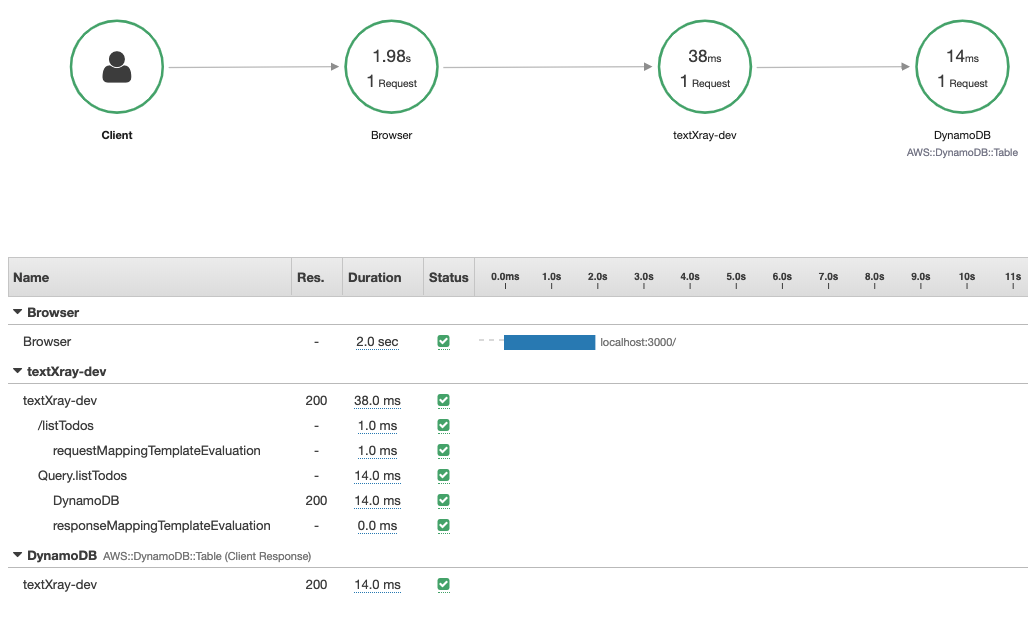 1.98s 38ms 14ms
1 Request 1 Request 1 Request
Client Browser textXray-dev DynamoDB
AWS::DynamoDB::Table
Name Res. Duration Status 0.0ms 1.0s 2.0s 3.0s 4.0s 5.0s 6.0s 7.0s 8.0s 9.0s 10s 11s
Browser
Browser - 2.0 sec localhost:3000/
textXray-dev
textXray-dev 200 38.0 ms
/listTodos - 1.0 ms
requestMappingTemplateEvaluation - 1.0 ms
Query.listTodos - 14.0 ms
DynamoDB 200 14.0 ms
responseMappingTemplateEvaluation - 0.0 ms
DynamoDB AWS::DynamoDB::Table (Client Response)
textXray-dev 200 14.0 ms